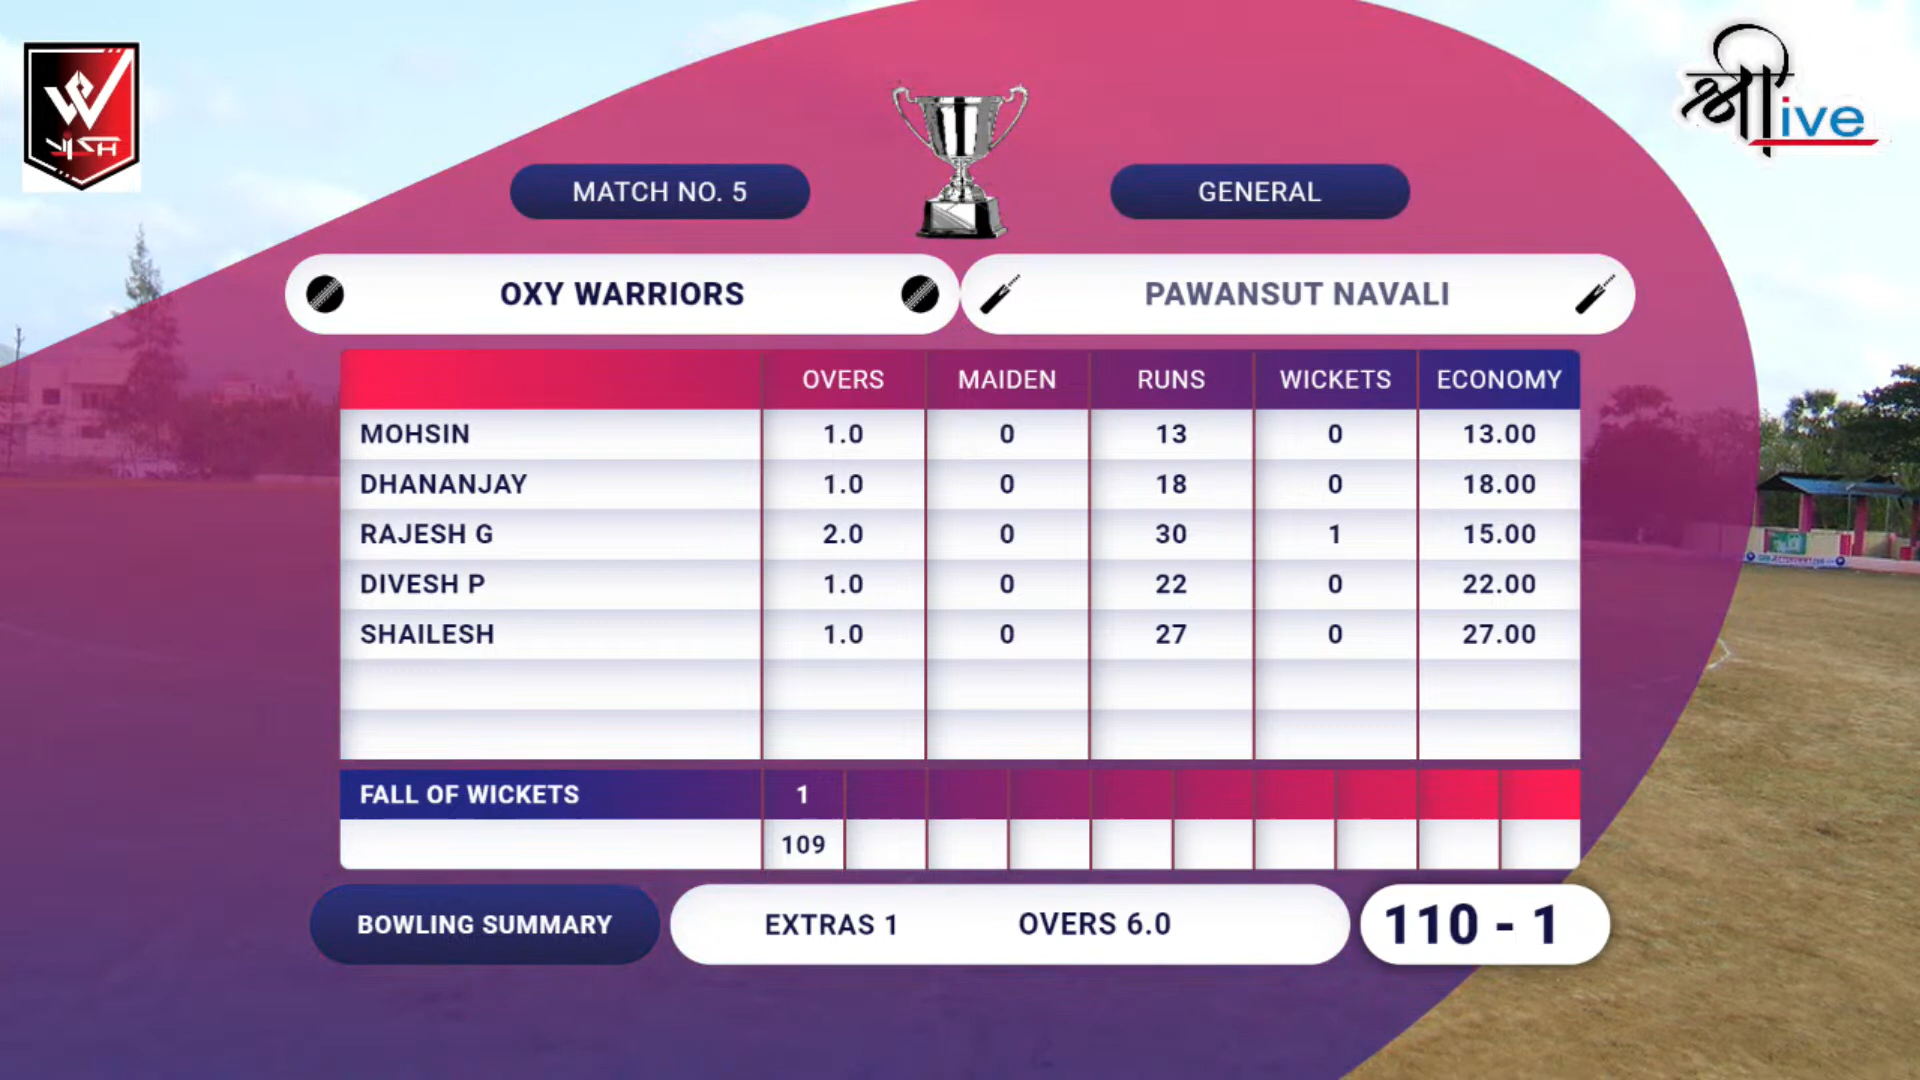 श्रीLive
MATCH NO. 5
GENERAL
OXY WARRIORS
PAWANSUT NAVALI
OVERS MAIDEN RUNS WICKETS ECONOMY
MOHSIN 1.0 0 13 0 13.00
DHANANJAY 1.0 0 18 0 18.00
RAJESH G 2.0 0 30 1 15.00
DIVESH P 1.0 0 22 0 22.00
SHAILESH 1.0 0 27 0 27.00
FALL OF WICKETS 1
109
BOWLING SUMMARY
EXTRAS 1 OVERS 6.0
110 - 1